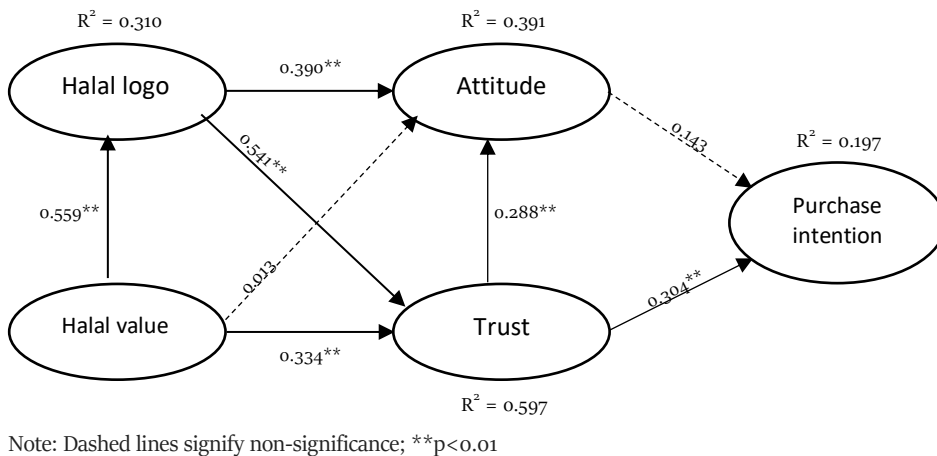 R² = 0.310
R² = 0.391
Halal logo
0.390**
Attitude
0.541**
0.143
R² = 0.197
0.559**
0.288**
Purchase
intention
0.013
0.304**
Halal value
Trust
0.334**
R² = 0.597
Note: Dashed lines signify non-significance; **p<0.01